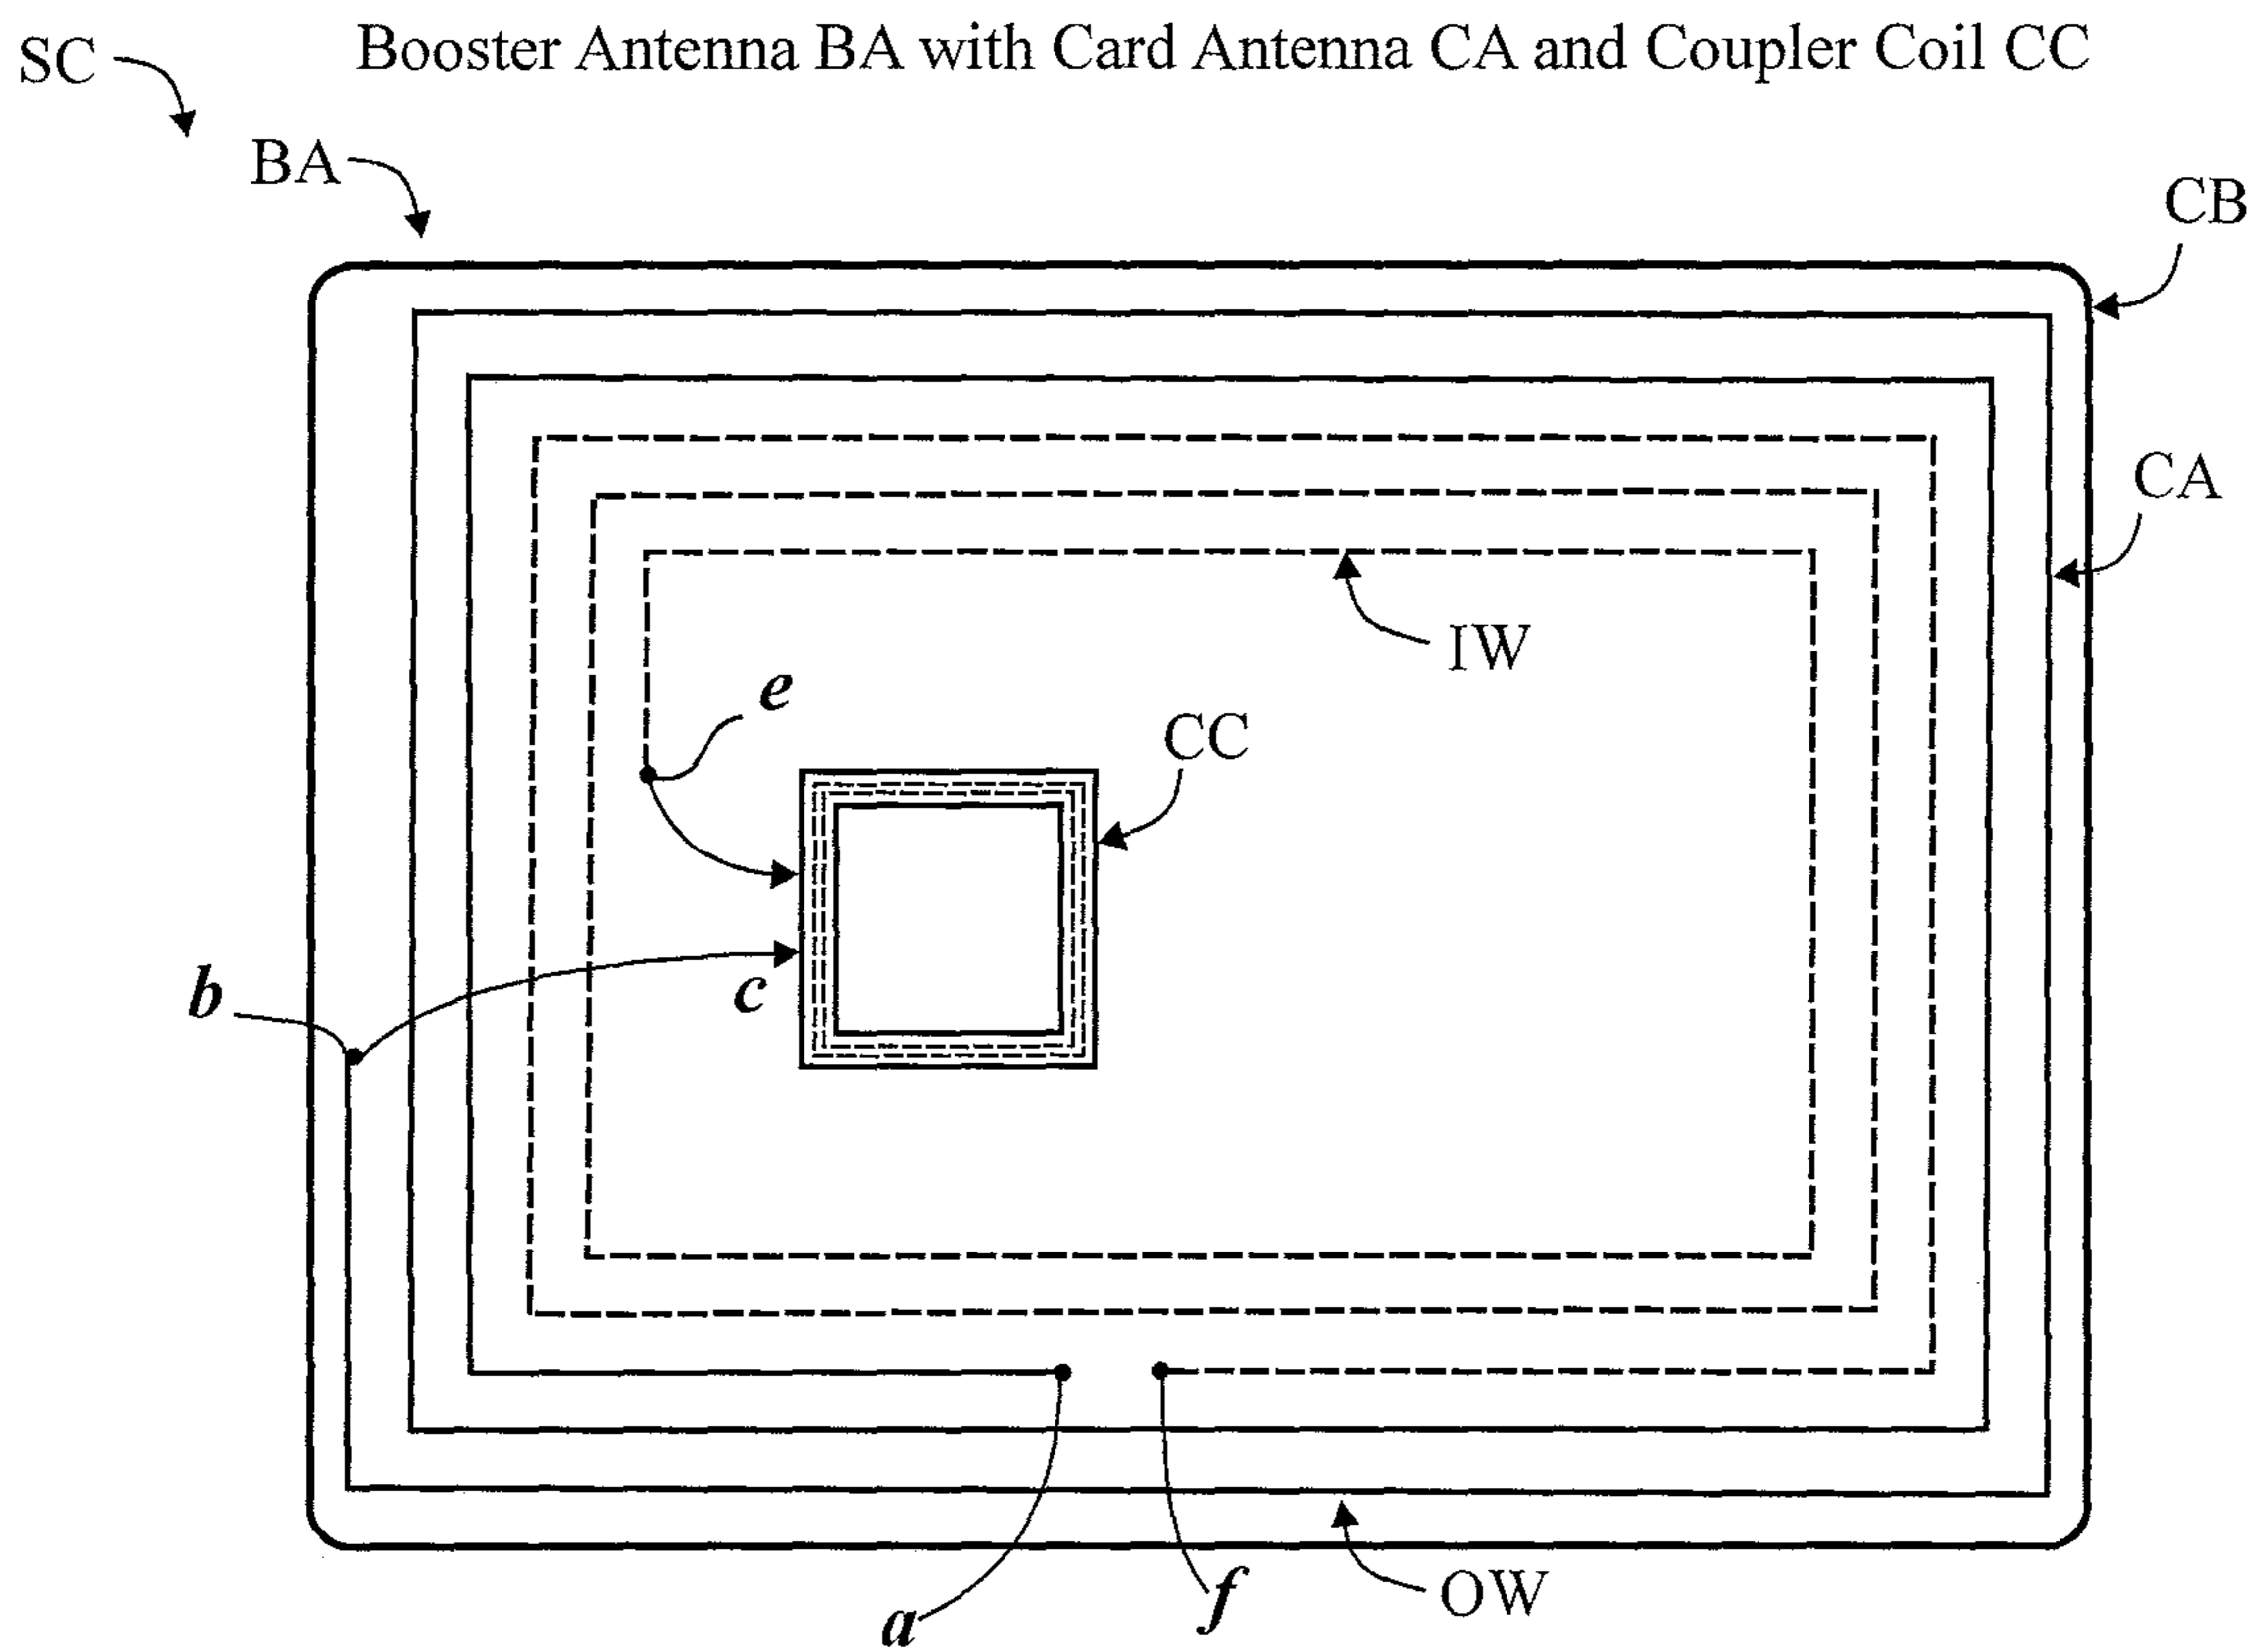 Booster Antenna BA with Card Antenna CA and Coupler Coil CC
SC
BA
CB
CA
IW
e
CC
b
c
OW
f
a